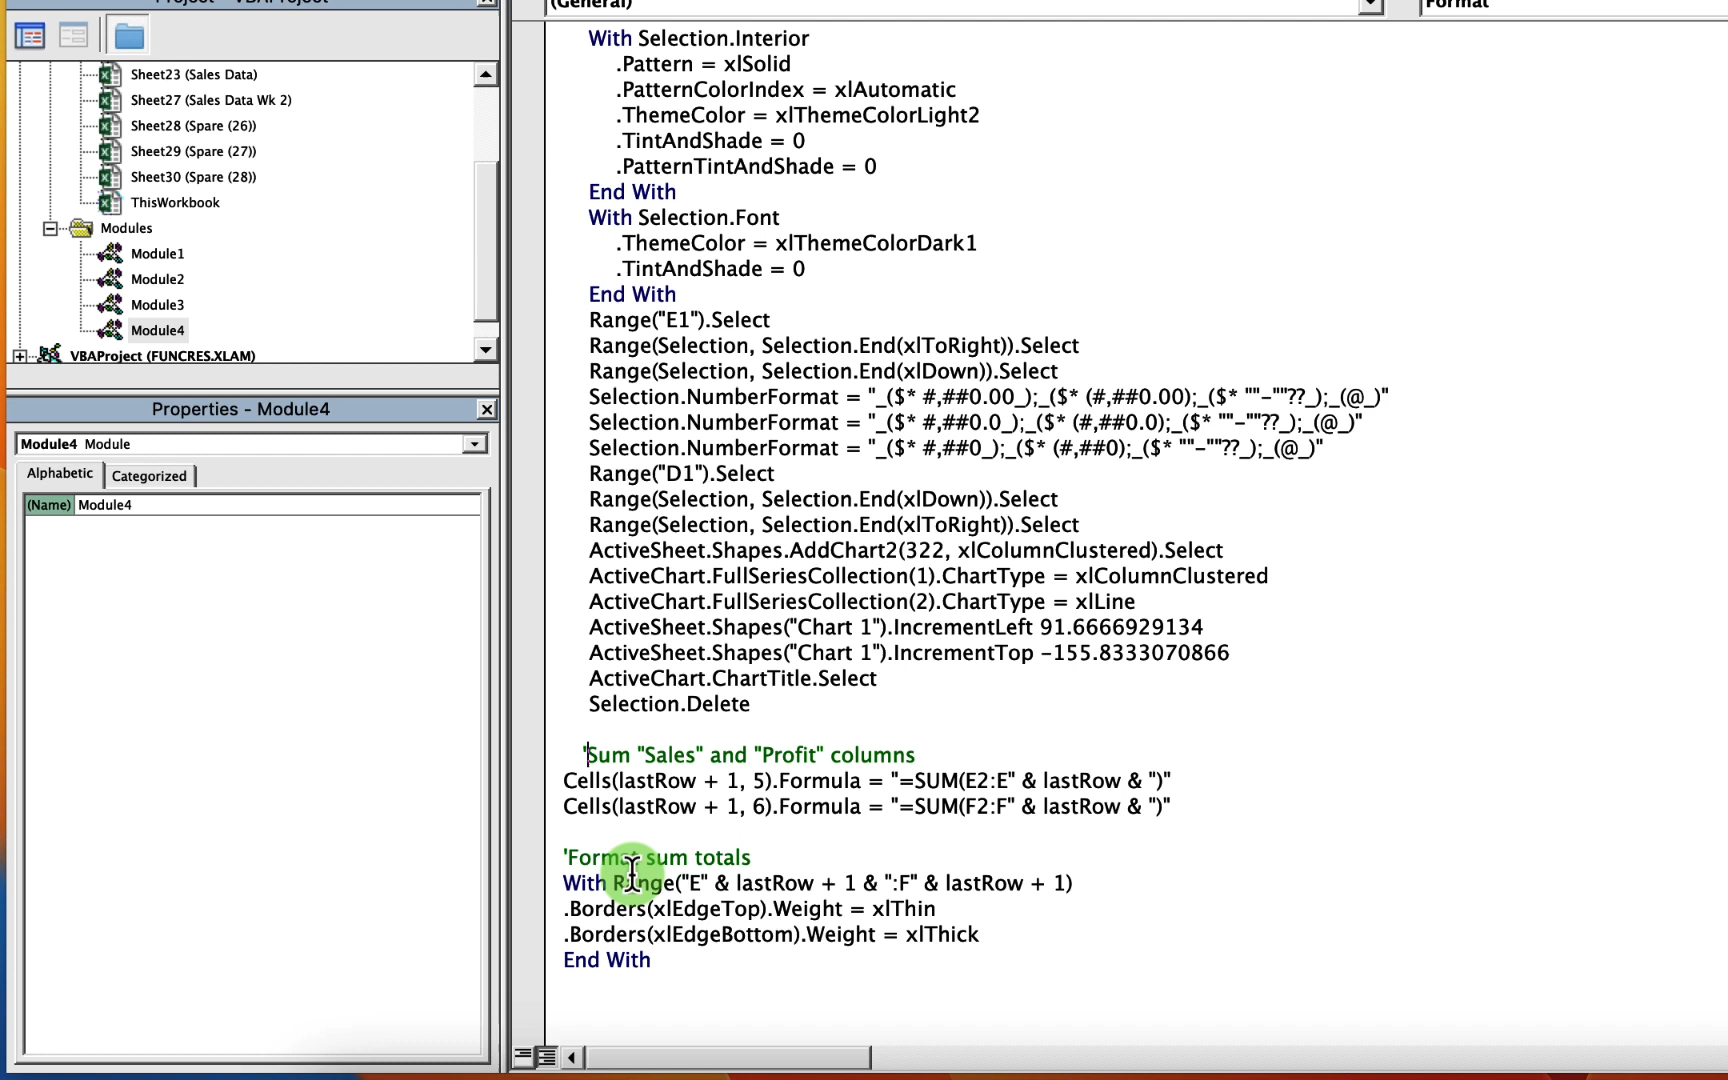 Project - VBAProject
Sheet23 (Sales Data)
Sheet27 (Sales Data Wk 2)
Sheet28 (Spare (26))
Sheet29 (Spare (27))
Sheet30 (Spare (28))
ThisWorkbook
Modules
Module1
Module2
Module3
Module4
VBAProject (FUNCRES.XLAM)
Properties - Module4
Module4 Module
Alphabetic
Categorized
(Name) Module4
(General)
Format
With Selection.Interior
.Pattern = xlSolid
.PatternColorIndex = xlAutomatic
.ThemeColor = xlThemeColorLight2
.TintAndShade = 0
.PatternTintAndShade = 0
End With
With Selection.Font
.ThemeColor = xlThemeColorDark1
.TintAndShade = 0
End With
Range("E1").Select
Range(Selection, Selection.End(xlToRight)).Select
Range(Selection, Selection.End(xlDown)).Select
Selection.NumberFormat = "_($* #,##0.00_);_($* (#,##0.00);_($* ""-""??_);_(@_)"
Selection.NumberFormat = "_($* #,##0.0_);_($* (#,##0.0);_($* ""-""??_);_(@_)"
Selection.NumberFormat = "_($* #,##0_);_($* (#,##0);_($* ""-""??_);_(@_)"
Range("D1").Select
Range(Selection, Selection.End(xlDown)).Select
Range(Selection, Selection.End(xlToRight)).Select
ActiveSheet.Shapes.AddChart2(322, xlColumnClustered).Select
ActiveChart.FullSeriesCollection(1).ChartType = xlColumnClustered
ActiveChart.FullSeriesCollection(2).ChartType = xlLine
ActiveSheet.Shapes("Chart 1").IncrementLeft 91.6666929134
ActiveSheet.Shapes("Chart 1").IncrementTop -155.8333070866
ActiveChart.ChartTitle.Select
Selection.Delete
'Sum "Sales" and "Profit" columns
Cells(lastRow + 1, 5).Formula = "=SUM(E2:E" & lastRow & ")"
Cells(lastRow + 1, 6).Formula = "=SUM(F2:F" & lastRow & ")"
'Format sum totals
With Range("E" & lastRow + 1 & ":F" & lastRow + 1)
.Borders(xlEdgeTop).Weight = xlThin
.Borders(xlEdgeBottom).Weight = xlThick
End With